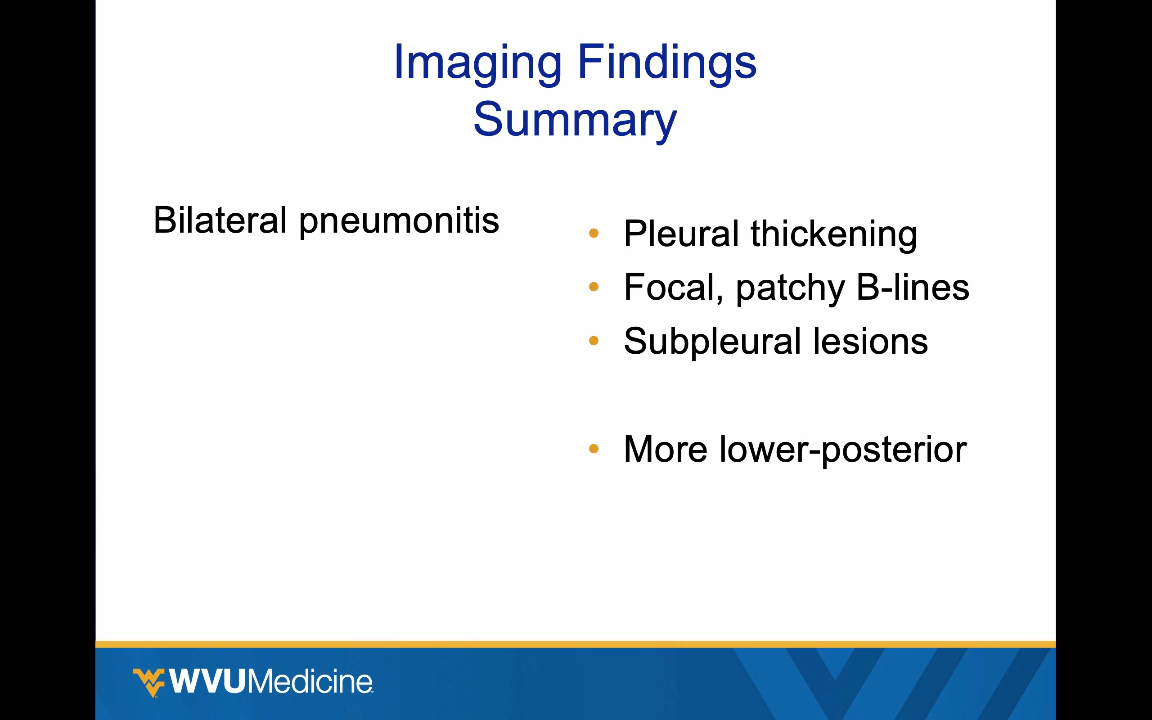 Imaging Findings
Summary
Bilateral pneumonitis
• Pleural thickening
• Focal, patchy B-lines
• Subpleural lesions
• More lower-posterior
WVUMedicine